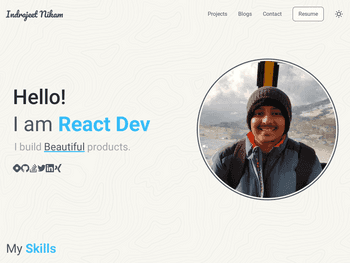 Indrajeet Nikam
Projects Blogs Contact Resume
Hello!
I am React Dev
I build Beautiful products.
My Skills